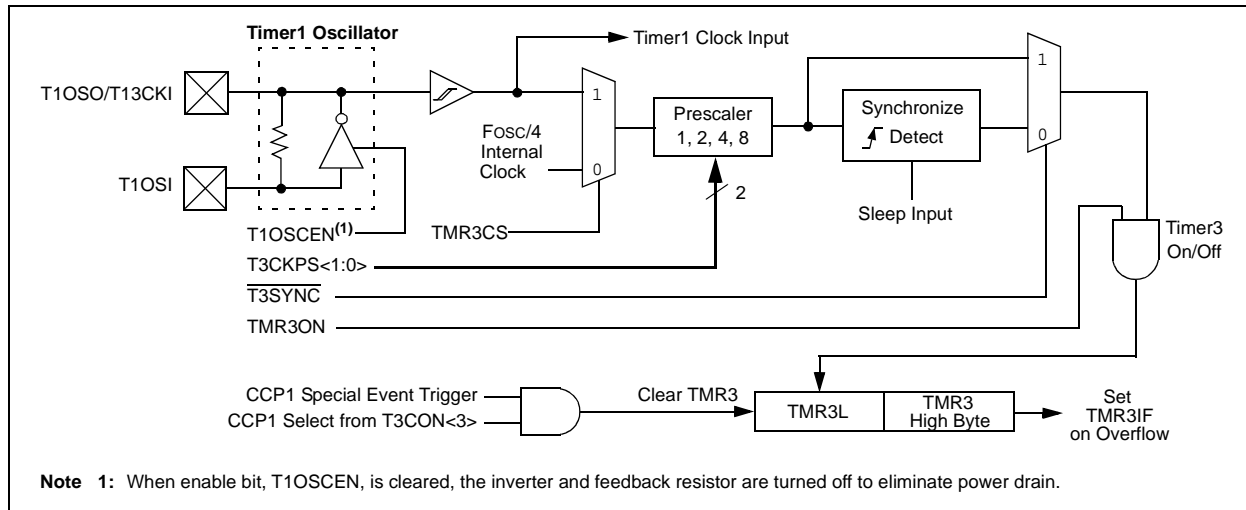 Timer1 Oscillator
Timer1 Clock Input
T1OSO/T13CKI
T1OSI
1
FOSC/4
Internal
Clock
0
Prescaler
1, 2, 4, 8
2
Synchronize
Detect
1
0
Sleep Input
T1OSCEN(1)
TMR3CS
T3CKPS<1:0>
T3SYNC
TMR3ON
Timer3
On/Off
CCP1 Special Event Trigger
CCP1 Select from T3CON<3>
Clear TMR3
TMR3L
TMR3
High Byte
Set
TMR3IF
on Overflow
Note 1: When enable bit, T1OSCEN, is cleared, the inverter and feedback resistor are turned off to eliminate power drain.